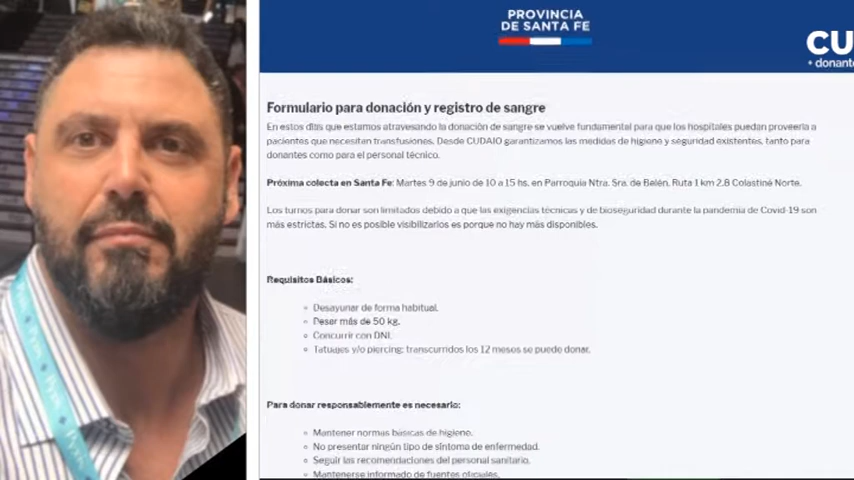 PROVINCIA
DE SANTA FE
CU
+ donante
Formulario para donación y registro de sangre
En estos días que estamos atravesando la donación de sangre se vuelve fundamental para que los hospitales puedan proveerla a
pacientes que necesiten transfusiones. Desde CUDAIO garantizamos las medidas de higiene y seguridad existentes, tanto para
donantes como para el personal técnico.
Próxima colecta en Santa Fe: Martes 9 de junio de 10 a 15 hs. en Parroquia Ntra. Sra. de Belén. Ruta 1 km 2,8 Colastiné Norte.
Los turnos para donar son limitados debido a que las exigencias técnicas y de bioseguridad durante la pandemia de Covid-19 son
más estrictas. Si no es posible visibilizarlos es porque no hay más disponibles.
Requisitos Básicos:
Desayunar de forma habitual.
Pesar más de 50 kg.
Concurrir con DNI.
Tatuajes y/o piercing: transcurridos los 12 meses se puede donar.
Para donar responsablemente es necesario:
Mantener normas básicas de higiene.
No presentar ningún tipo de síntoma de enfermedad.
Seguir las recomendaciones del personal sanitario.
Mantenerse informado de fuentes oficiales.